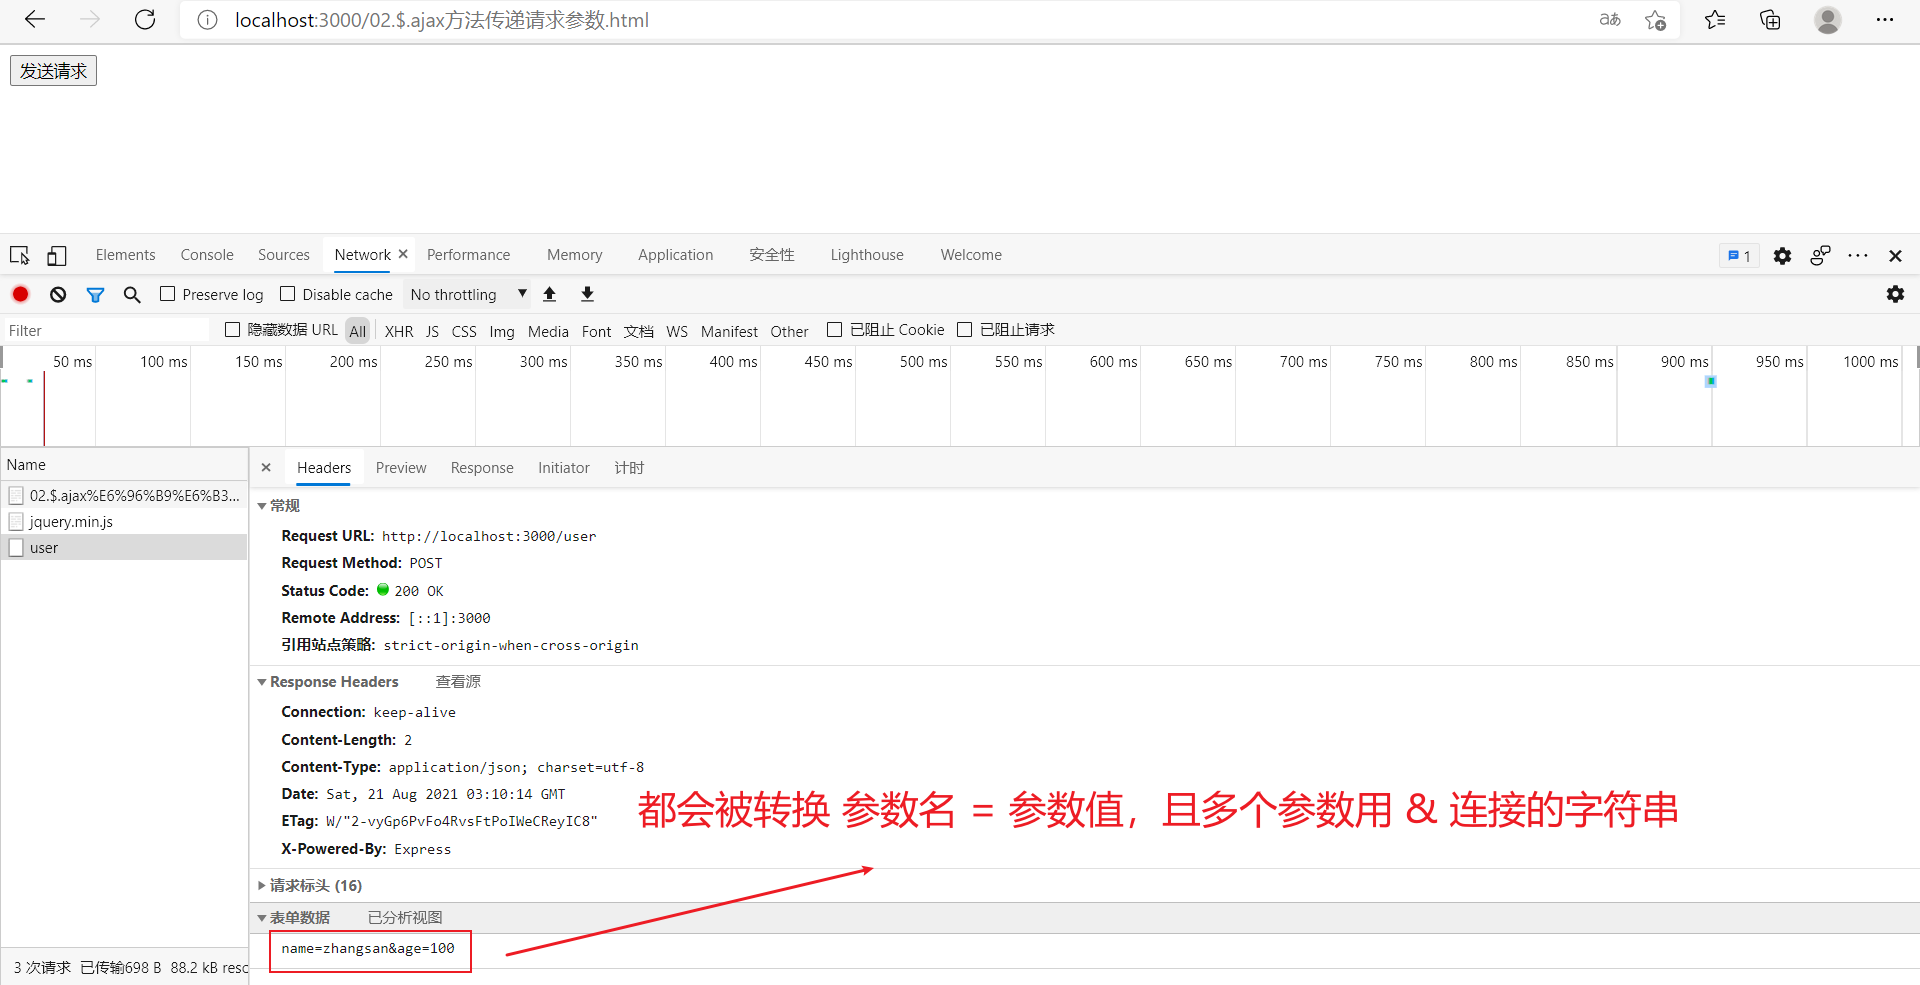 localhost:3000/02.$.ajax方法传递请求参数.html
发送请求
Elements Console Sources Network Performance Memory Application 安全性 Lighthouse Welcome 1
Preserve log Disable cache No throttling
Filter 隐藏数据 URL All XHR JS CSS Img Media Font 文档 WS Manifest Other 已阻止 Cookie 已阻止请求
50 ms 100 ms 150 ms 200 ms 250 ms 300 ms 350 ms 400 ms 450 ms 500 ms 550 ms 600 ms 650 ms 700 ms 750 ms 800 ms 850 ms 900 ms 950 ms 1000 ms
Name
02.$.ajax%E6%96%B9%E6%B3...
jquery.min.js
user
Headers Preview Response Initiator 计时
常规
Request URL: http://localhost:3000/user
Request Method: POST
Status Code: 200 OK
Remote Address: [::1]:3000
引用站点策略: strict-origin-when-cross-origin
Response Headers 查看源
Connection: keep-alive
Content-Length: 2
Content-Type: application/json; charset=utf-8
Date: Sat, 21 Aug 2021 03:10:14 GMT
ETag: W/"2-vyGp6PvFo4RvsFtPoIWeCReyIC8"
X-Powered-By: Express
都会被转换 参数名 = 参数值，且多个参数用 & 连接的字符串
请求标头 (16)
表单数据 已分析视图
name=zhangsan&age=100
3 次请求 已传输698 B 88.2 kB resc